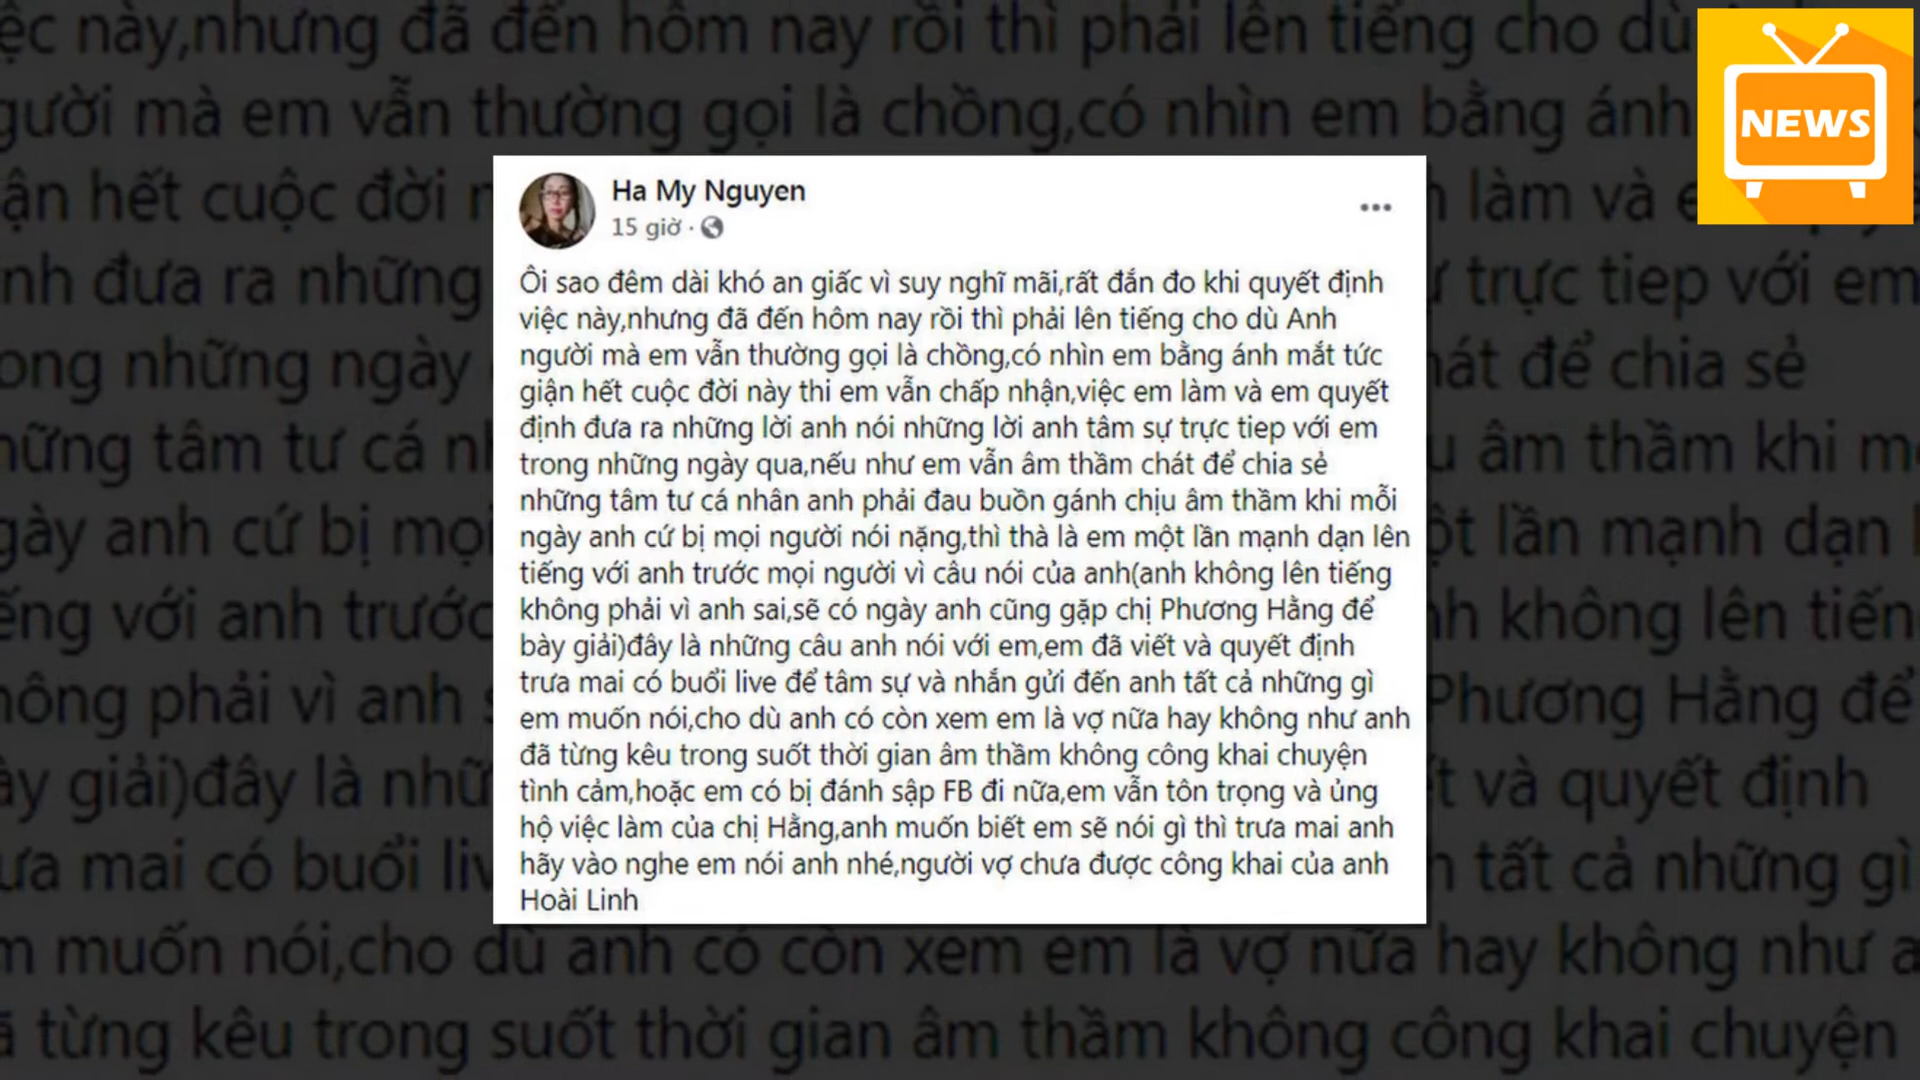 NEWS
Ha My Nguyen
15 giờ ·
Ôi sao đêm dài khó an giấc vì suy nghĩ mãi,rất đắn đo khi quyết định
việc này,nhưng đã đến hôm nay rồi thì phải lên tiếng cho dù Anh
người mà em vẫn thường gọi là chồng,có nhìn em bằng ánh mắt tức
giận hết cuộc đời này thi em vẫn chấp nhận,việc em làm và em quyết
định đưa ra những lời anh nói những lời anh tâm sự trực tiep với em
trong những ngày qua,nếu như em vẫn âm thầm chát để chia sẻ
những tâm tư cá nhân anh phải đau buồn gánh chịu âm thầm khi mỗi
ngày anh cứ bị mọi người nói nặng,thì thà là em một lần mạnh dạn lên
tiếng với anh trước mọi người vì câu nói của anh(anh không lên tiếng
không phải vì anh sai,sẽ có ngày anh cũng gặp chị Phương Hằng để
bày giải)đây là những câu anh nói với em,em đã viết và quyết định
trưa mai có buổi live để tâm sự và nhắn gửi đến anh tất cả những gì
em muốn nói,cho dù anh có còn xem em là vợ nữa hay không như anh
đã từng kêu trong suốt thời gian âm thầm không công khai chuyện
tình cảm,hoặc em có bị đánh sập FB đi nữa,em vẫn tôn trọng và ủng
hộ việc làm của chị Hằng,anh muốn biết em sẽ nói gì thì trưa mai anh
hãy vào nghe em nói anh nhé,người vợ chưa được công khai của anh
Hoài Linh